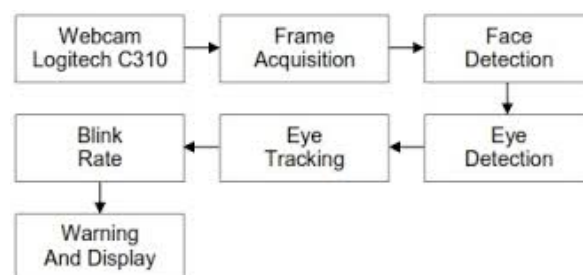 Webcam
Logitech C310
Frame
Acquisition
Face
Detection
Eye
Detection
Eye
Tracking
Blink
Rate
Warning
And Display